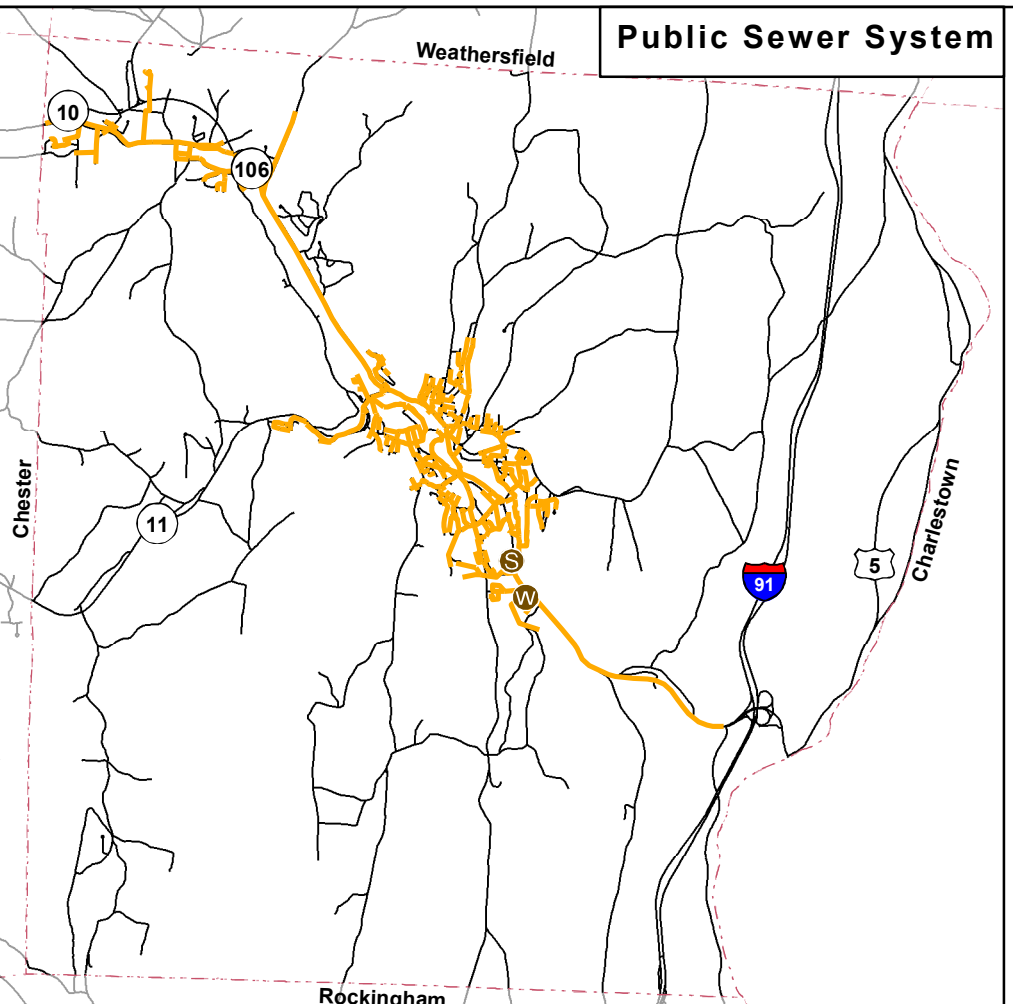 Public Sewer System
Weathersfield
10
106
Chester
11
S
W
91
5
Charlestown
Rockingham